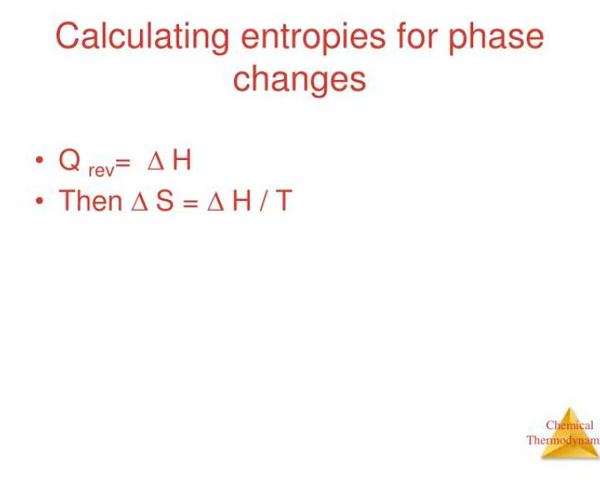 Calculating entropies for phase
changes
• Q rev= Δ H
• Then Δ S = Δ H / T
Chemical
Thermodynam